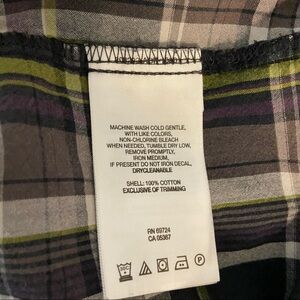 MACHINE WASH COLD GENTLE,
WITH LIKE COLORS,
NON-CHLORINE BLEACH
WHEN NEEDED, TUMBLE DRY LOW,
REMOVE PROMPTLY,
IRON MEDIUM,
IF PRESENT DO NOT IRON DECAL,
DRYCLEANABLE
SHELL: 100% COTTON
EXCLUSIVE OF TRIMMING
RN 69724
CA 05367
P